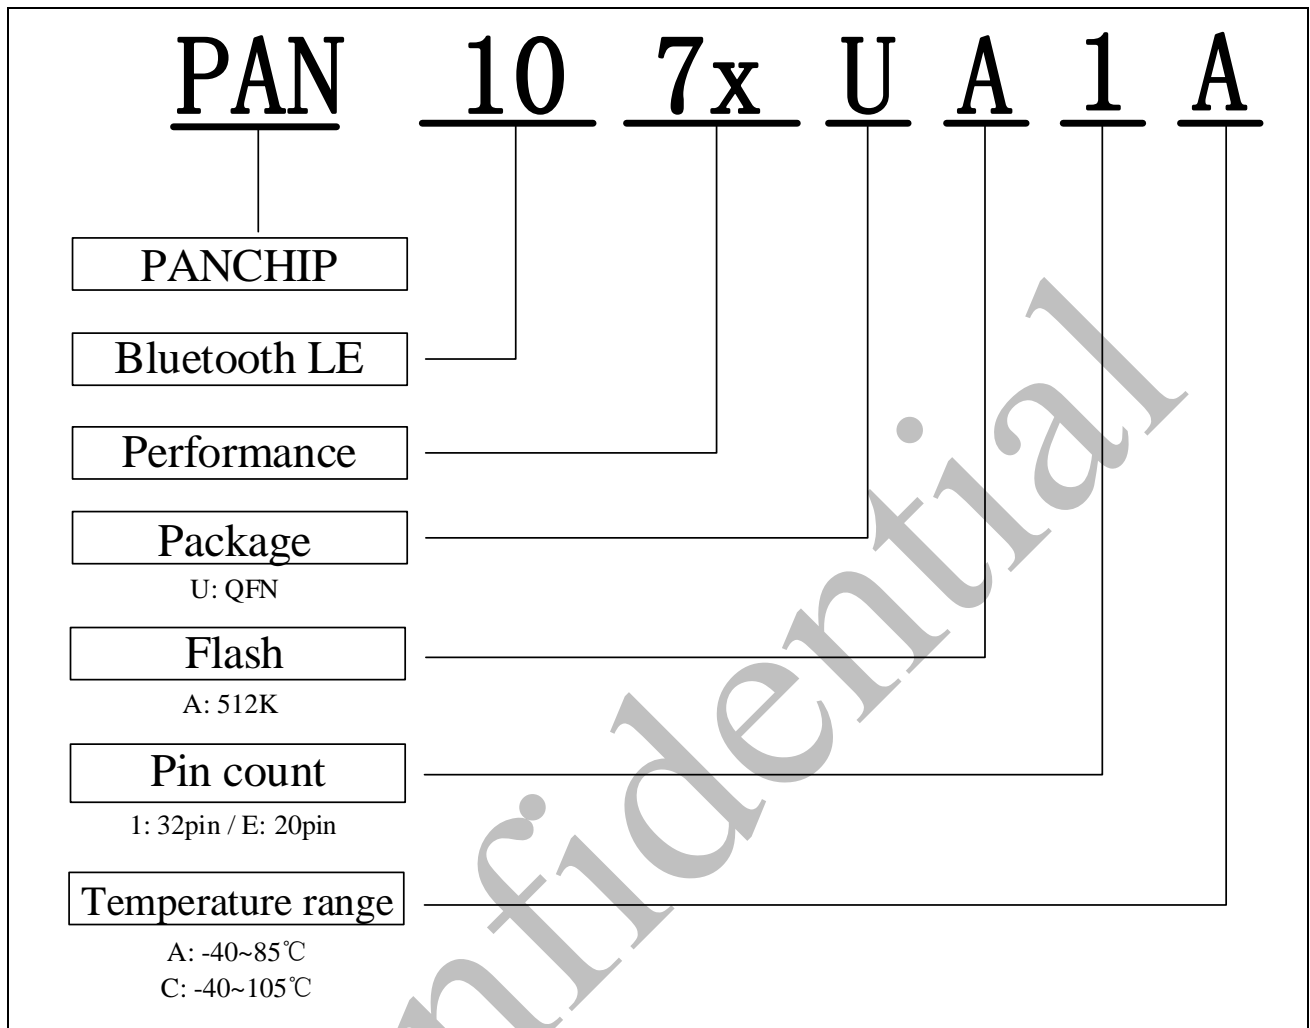 PAN 10 7x U A 1 A
PANCHIP
Bluetooth LE
Performance
Package
U: QFN
Flash
A: 512K
Pin count
1: 32pin / E: 20pin
Temperature range
A: -40~85℃
C: -40~105℃
nfidential